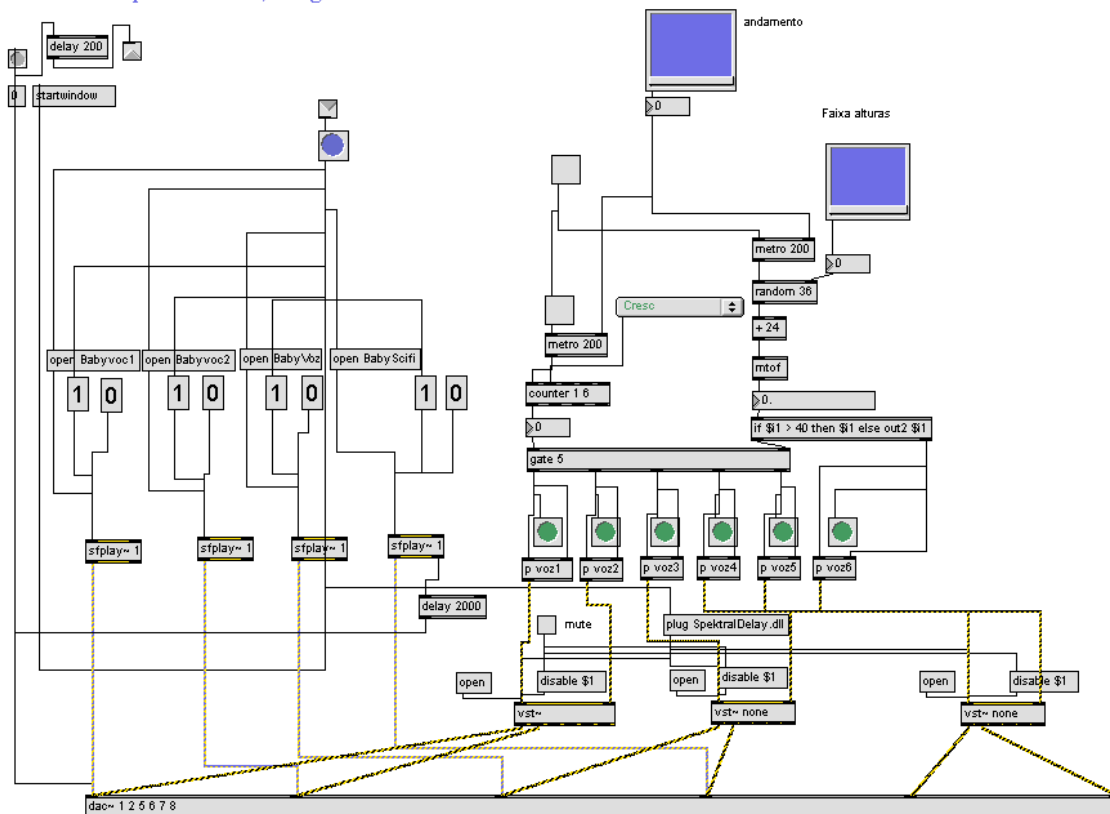 andamento
delay 200
0
startwindow
0
Faixa alturas
0
metro 200
random 36
Cresc
+ 24
metro 200
open Babyvoc1
open Babyvoc2
open BabyVoz
open BabyScifi
mtof
1
0
1
0
1
0
1
0
counter 1 6
0.
0
if $i1 > 40 then $i1 else out2 $i1
gate 5
sfplay~ 1
sfplay~ 1
sfplay~ 1
sfplay~ 1
p voz1
p voz2
p voz3
p voz4
p voz5
p voz6
delay 2000
mute
plug SpektralDelay.dll
open
disable $1
open
disable $1
open
disable $1
vst~
vst~ none
vst~ none
dac~ 1 2 5 6 7 8